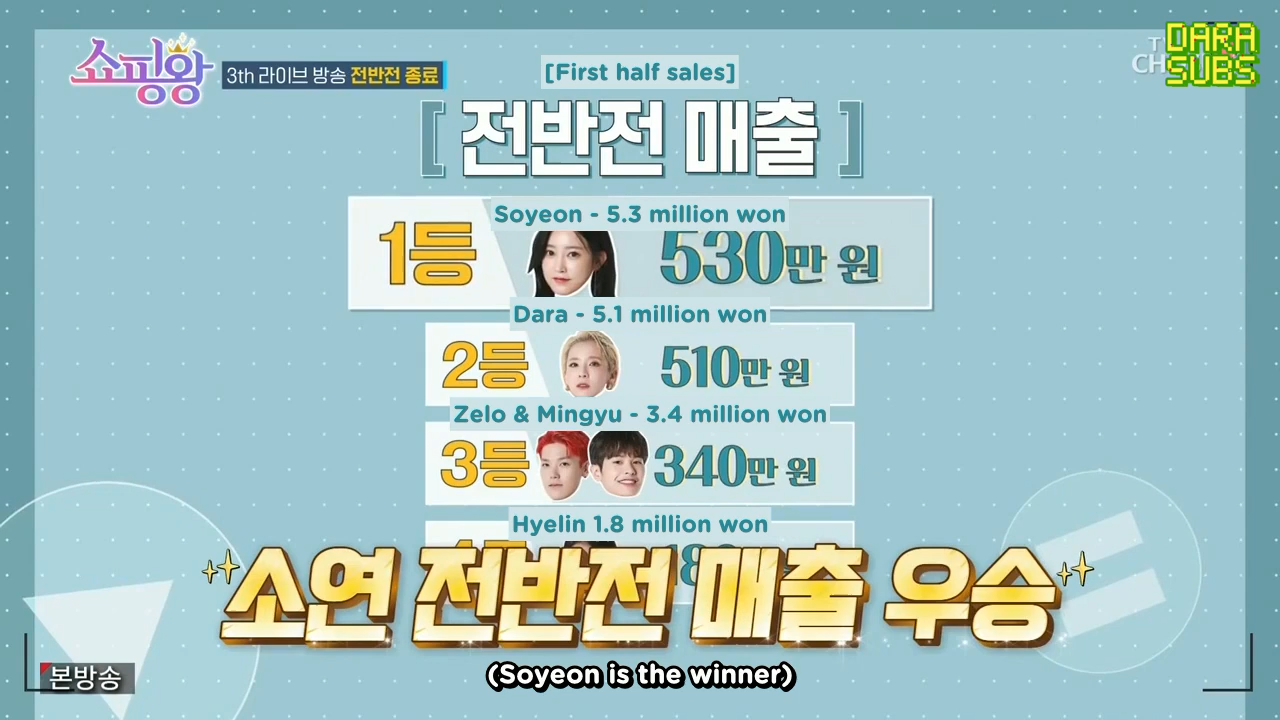 쇼핑왕
3th 라이브 방송 전반전 종료
[First half sales]
DARA
SUBS
[ 전반전 매출 ]
Soyeon - 5.3 million won
1등 530만 원
Dara - 5.1 million won
2등 510만 원
Zelo & Mingyu - 3.4 million won
3등 340만 원
Hyelin 1.8 million won
소연 전반전 매출 우승
(Soyeon is the winner)
본방송